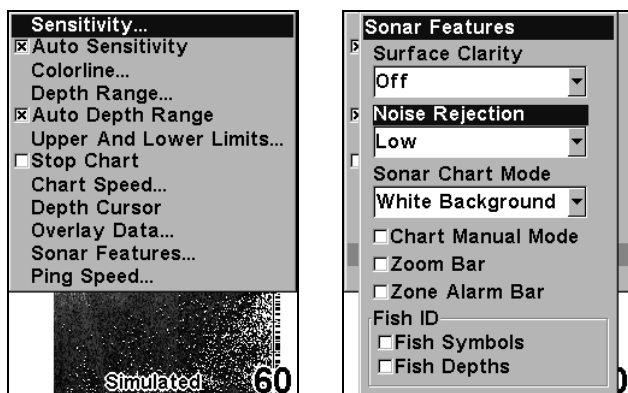 Sensitivity...
Auto Sensitivity
Colorline...
Depth Range...
Auto Depth Range
Upper And Lower Limits...
Stop Chart
Chart Speed...
Depth Cursor
Overlay Data...
Sonar Features...
Ping Speed...
Simulated
60
Sonar Features
Surface Clarity
Off
Noise Rejection
Low
Sonar Chart Mode
White Background
Chart Manual Mode
Zoom Bar
Zone Alarm Bar
Fish ID
Fish Symbols
Fish Depths